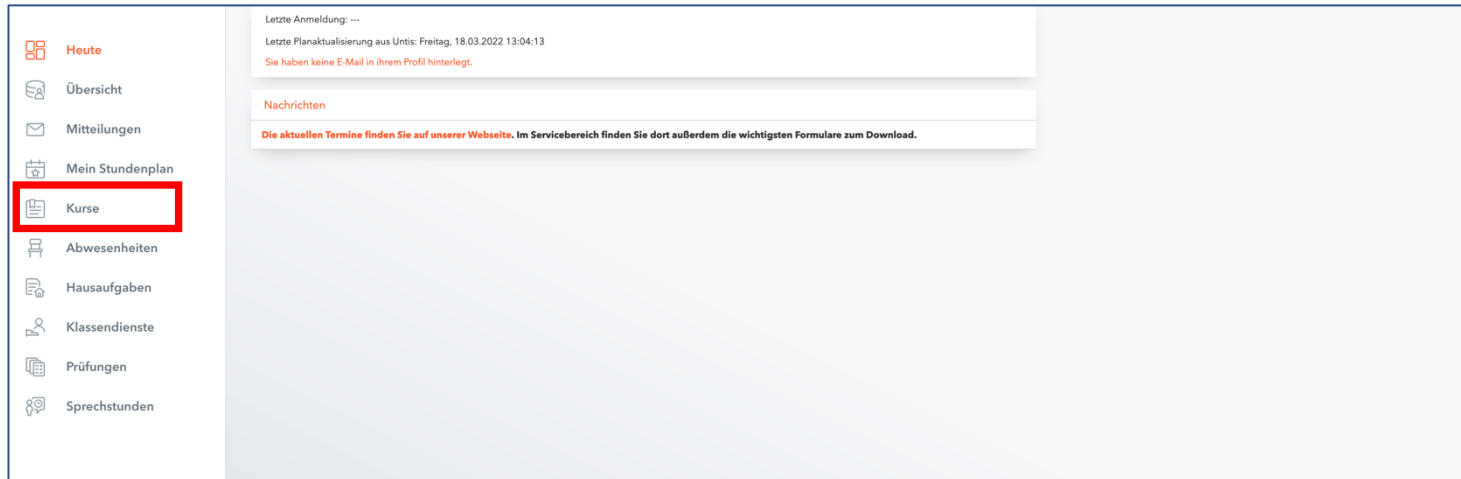 Heute
Übersicht
Mitteilungen
Mein Stundenplan
Kurse
Abwesenheiten
Hausaufgaben
Klassendienste
Prüfungen
Sprechstunden
Letzte Anmeldung: ---
Letzte Planaktualisierung aus Untis: Freitag, 18.03.2022 13:04:13
Sie haben keine E-Mail in ihrem Profil hinterlegt.
Nachrichten
Die aktuellen Termine finden Sie auf unserer Webseite. Im Servicebereich finden Sie dort außerdem die wichtigsten Formulare zum Download.